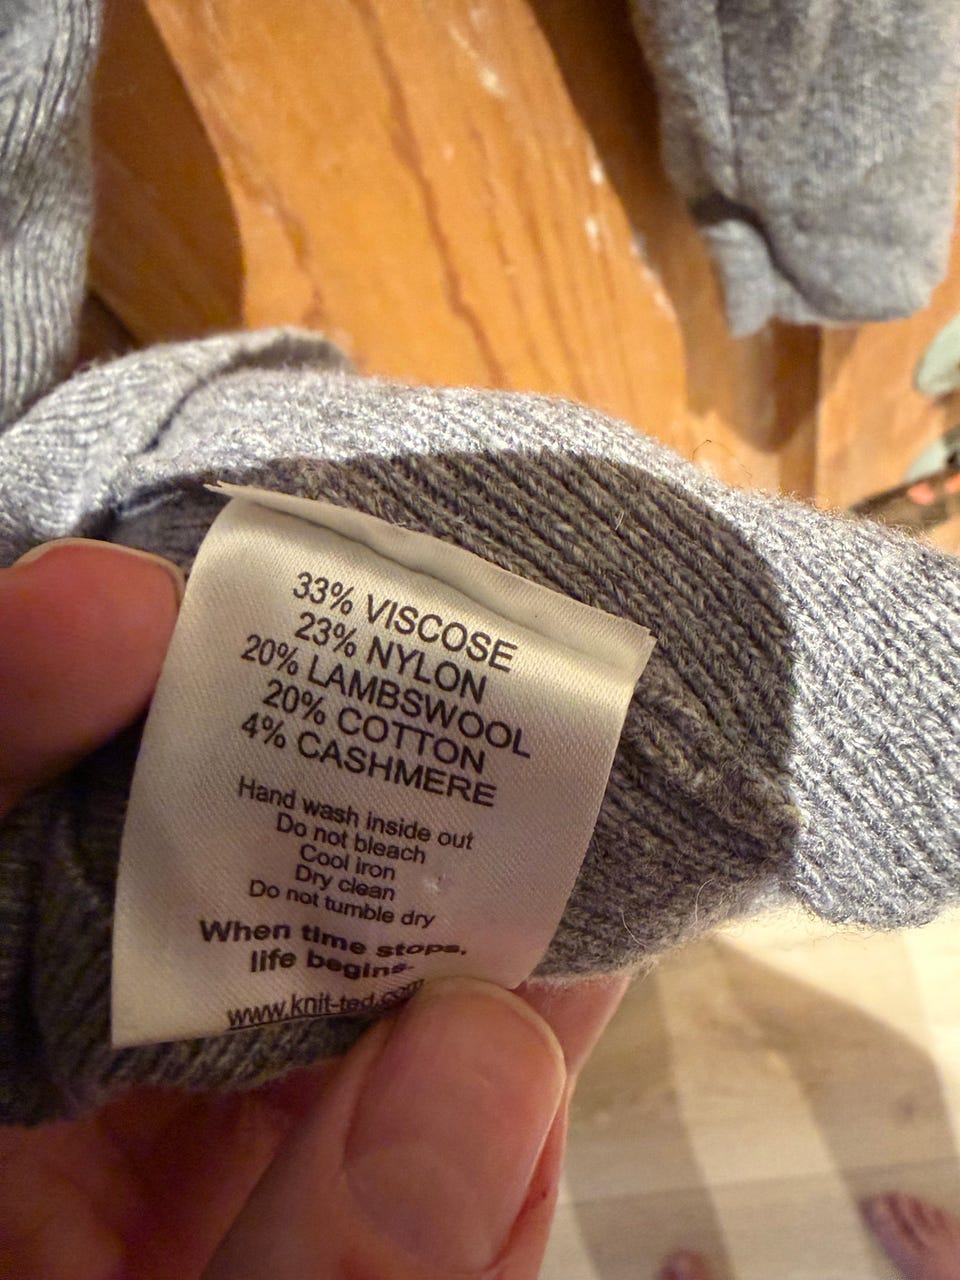 33% VISCOSE
23% NYLON
20% LAMBSWOOL
20% COTTON
4% CASHMERE
Hand wash inside out
Do not bleach
Cool iron
Dry clean
Do not tumble dry
When time stops.
life begins.
www.knit-ted.com